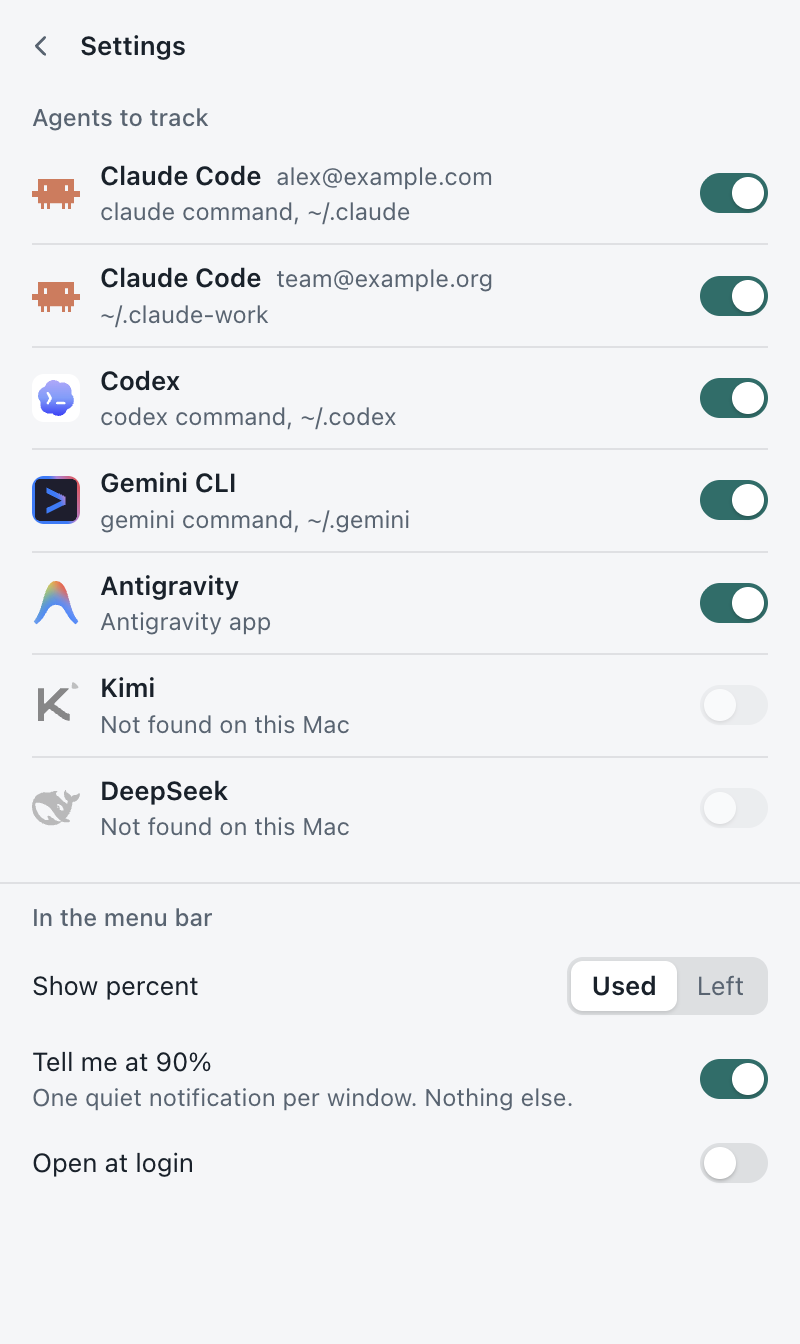 Settings
Agents to track
Claude Code alex@example.com
claude command, ~/.claude
Claude Code team@example.org
~/.claude-work
Codex
codex command, ~/.codex
Gemini CLI
gemini command, ~/.gemini
Antigravity
Antigravity app
Kimi
Not found on this Mac
DeepSeek
Not found on this Mac
In the menu bar
Show percent Used Left
Tell me at 90%
One quiet notification per window. Nothing else.
Open at login